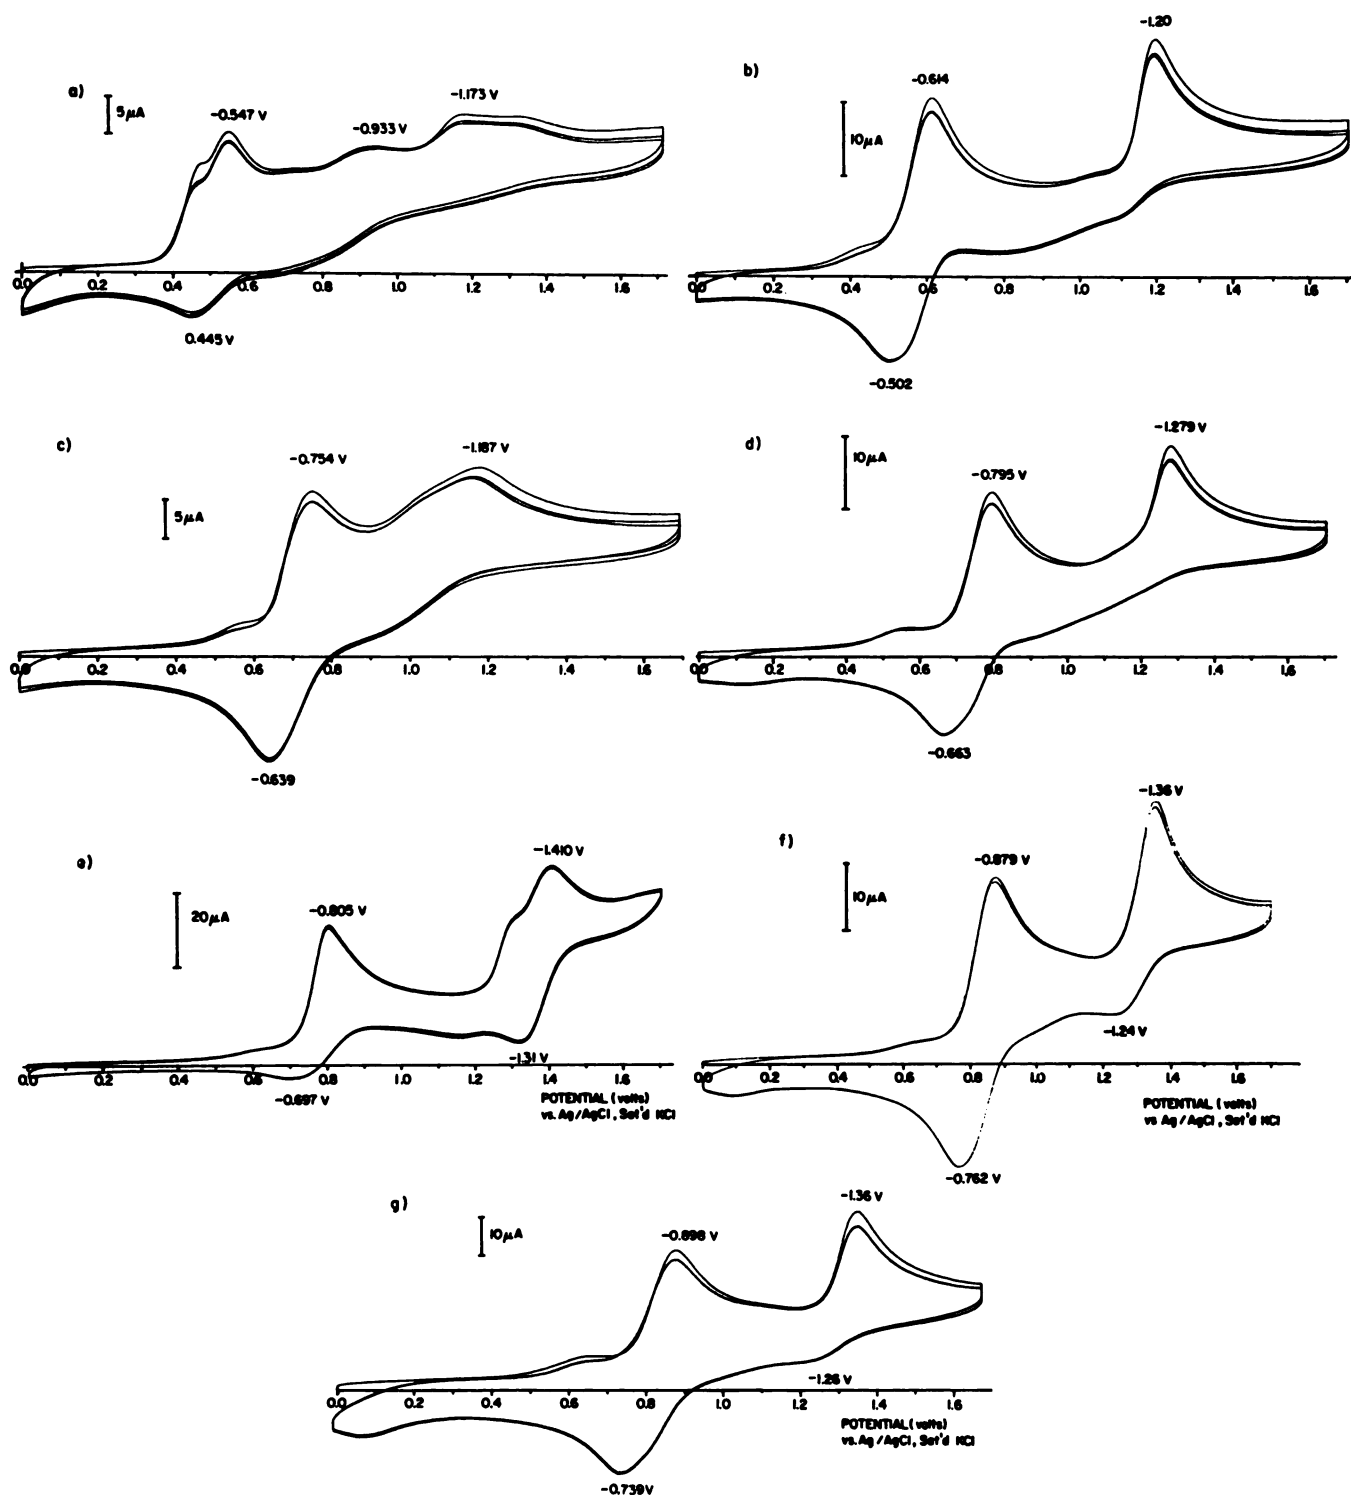 a)
5μA
-0.547 V
-0.933 V
-1.173 V
0.0 0.2 0.4 0.6 0.8 1.0 1.2 1.4 1.6
0.445 V
b)
10μA
-0.614
-1.20
0.0 0.2 0.4 0.6 0.8 1.0 1.2 1.4 1.6
-0.502
c)
5μA
-0.754 V
-1.187 V
0.0 0.2 0.4 0.6 0.8 1.0 1.2 1.4 1.6
-0.639
d)
10μA
-0.795 V
-1.279 V
0.0 0.2 0.4 0.6 0.8 1.0 1.2 1.4 1.6
-0.663
e)
20μA
-0.805 V
-1.410 V
-1.31 V
0.0 0.2 0.4 0.6 0.8 1.0 1.2 1.4 1.6
-0.697 V
POTENTIAL (volts)
vs. Ag/AgCl, Sat'd KCl
f)
10μA
-0.879 V
-1.36 V
-1.24 V
0.0 0.2 0.4 0.6 0.8 1.0 1.2 1.4 1.6
POTENTIAL (volts)
vs Ag/AgCl, Sat'd KCl
-0.762 V
g)
10μA
-0.898 V
-1.36 V
-1.26 V
0.0 0.2 0.4 0.6 0.8 1.0 1.2 1.4 1.6
POTENTIAL (volts)
vs. Ag/AgCl, Sat'd KCl
-0.739V